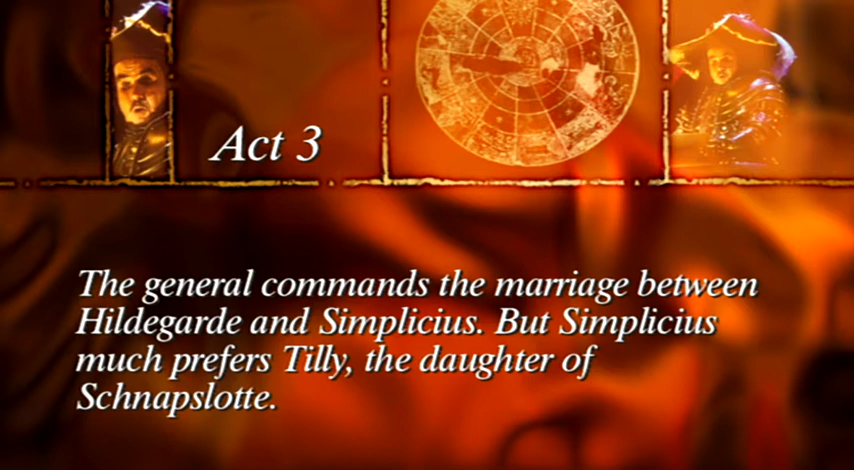 Act 3
The general commands the marriage between
Hildegarde and Simplicius. But Simplicius
much prefers Tilly, the daughter of
Schnapslotte.